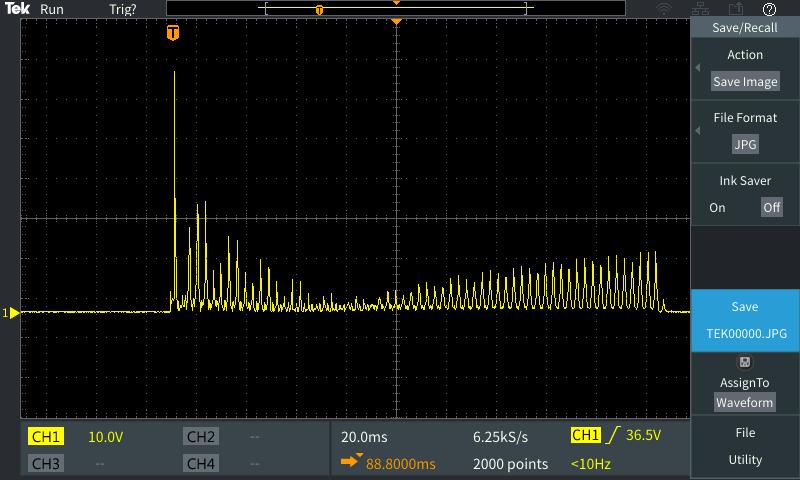 Tek Run Trig?
T
T
Save/Recall
Action
Save Image
File Format
JPG
Ink Saver
On Off
1
Save
TEK00000.JPG
AssignTo
Waveform
File
Utility
CH1 10.0V CH2 -- 20.0ms 6.25kS/s CH1 36.5V
CH3 -- CH4 -- 88.8000ms 2000 points <10Hz